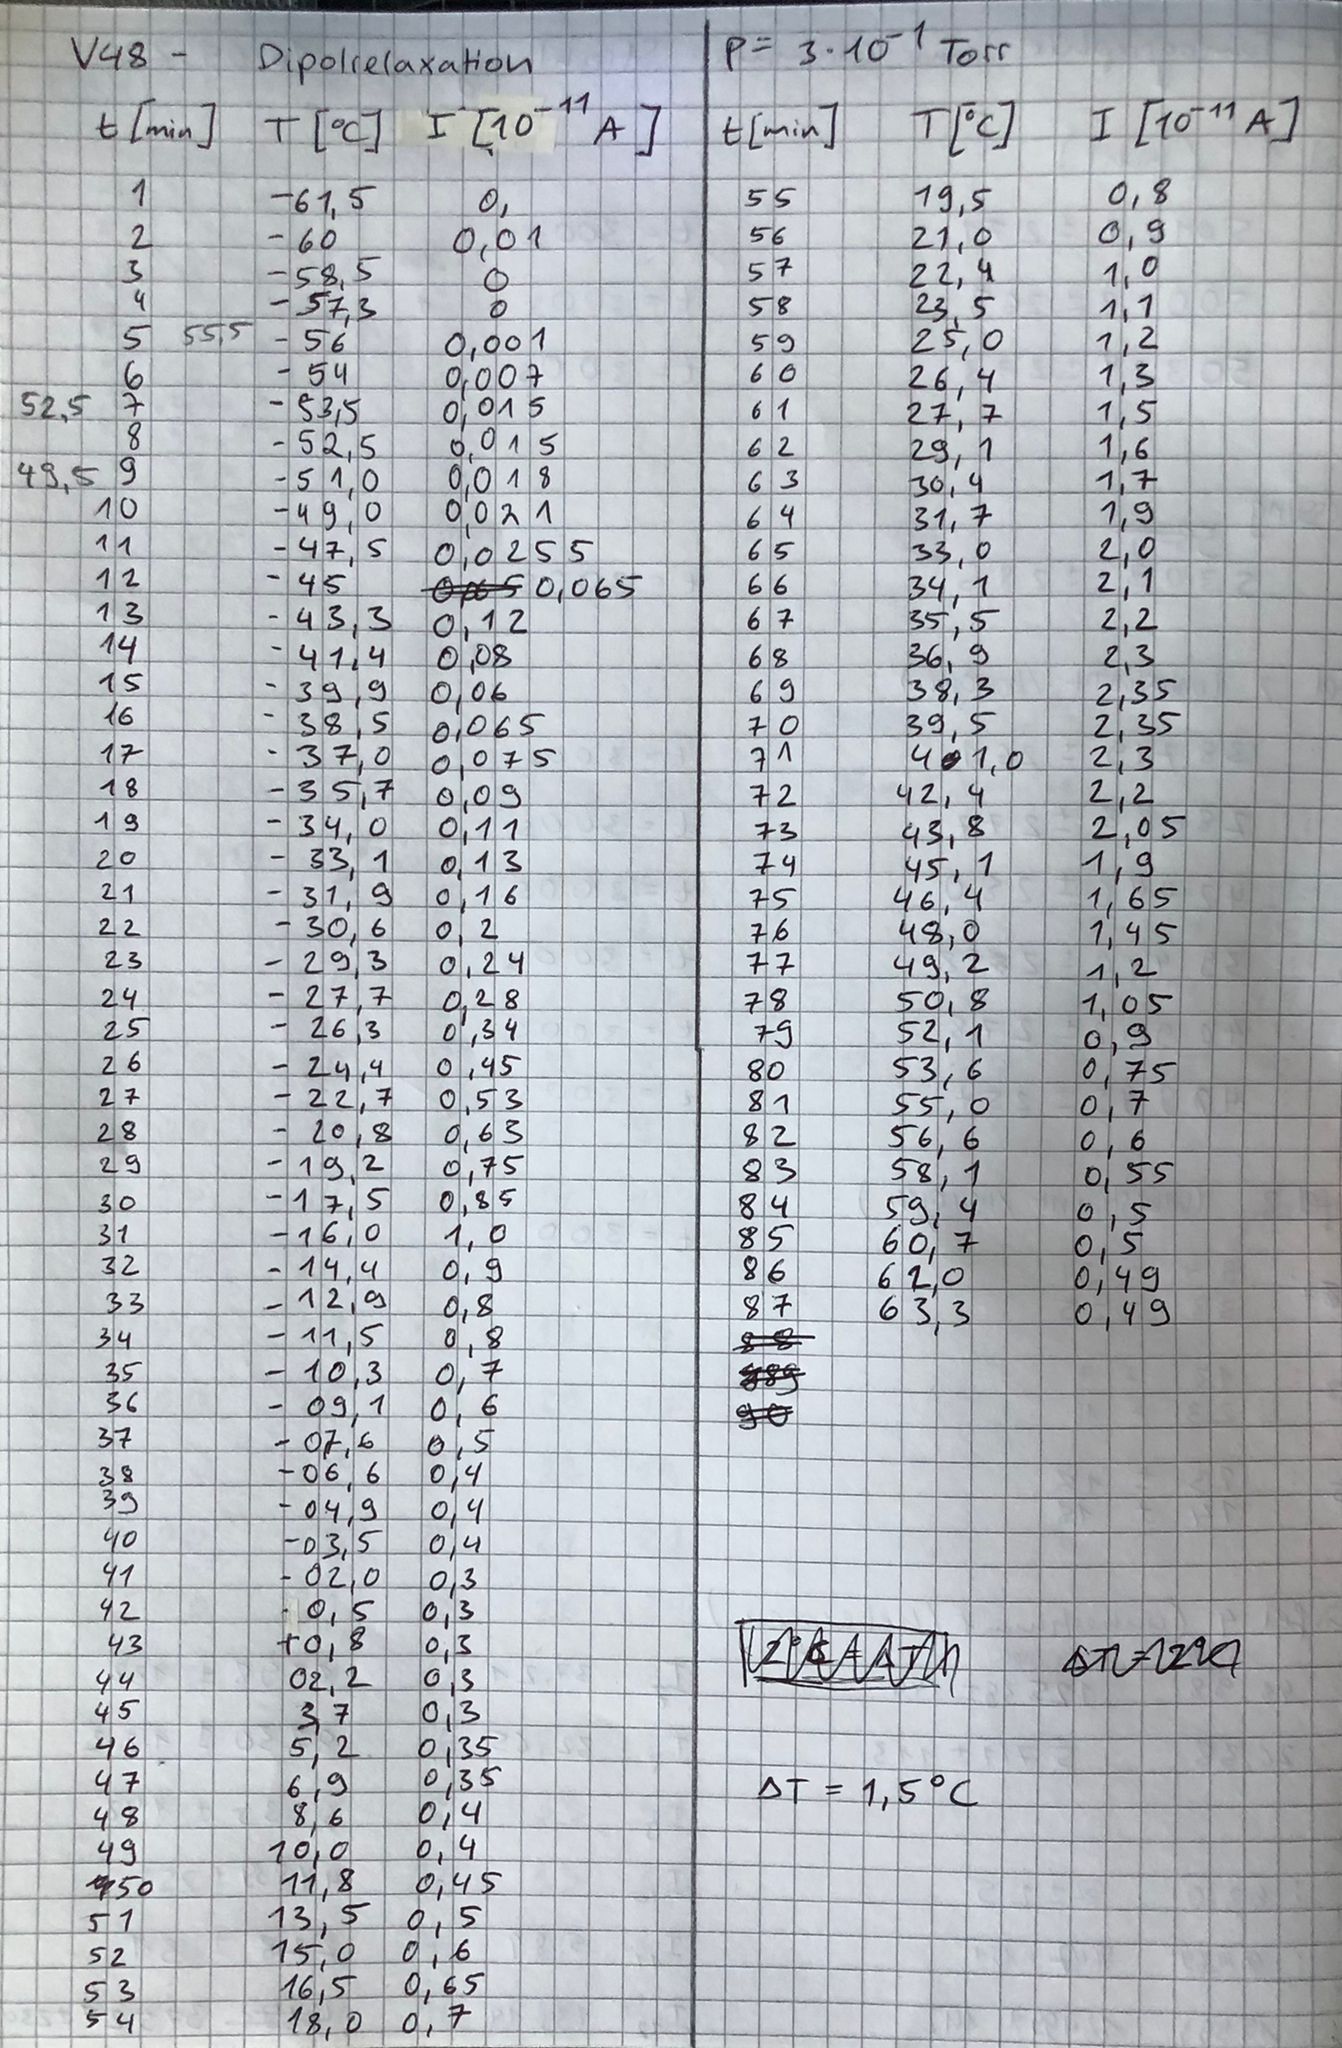 V48 - Dipolrelaxation
t [min] T [°C] I [10⁻¹¹ A]
1 -61,5 0,
2 -60 0,01
3 -58,5 0
4 -57,3 0
5 55,5 -56 0,001
6 -54 0,007
52,5 7 -53,5 0,015
8 -52,5 0,015
49,5 9 -51,0 0,018
10 -49,0 0,021
11 -47,5 0,0255
12 -45 0,065
13 -43,3 0,12
14 -41,4 0,08
15 -39,9 0,06
16 -38,5 0,065
17 -37,0 0,075
18 -35,7 0,09
19 -34,0 0,11
20 -33,1 0,13
21 -31,9 0,16
22 -30,6 0,2
23 -29,3 0,24
24 -27,7 0,28
25 -26,3 0,34
26 -24,4 0,45
27 -22,7 0,53
28 -20,8 0,63
29 -19,2 0,75
30 -17,5 0,85
31 -16,0 1,0
32 -14,4 0,9
33 -12,9 0,8
34 -11,5 0,8
35 -10,3 0,7
36 -09,1 0,6
37 -07,6 0,5
38 -06,6 0,4
39 -04,9 0,4
40 -03,5 0,4
41 -02,0 0,3
42 -0,5 0,3
43 +0,8 0,3
44 02,2 0,3
45 3,7 0,3
46 5,2 0,35
47 6,9 0,35
48 8,6 0,4
49 10,0 0,4
50 11,8 0,45
51 13,5 0,5
52 15,0 0,6
53 16,5 0,65
54 18,0 0,7
p = 3·10⁻¹ Torr
t [min] T [°C] I [10⁻¹¹ A]
55 19,5 0,8
56 21,0 0,9
57 22,4 1,0
58 23,5 1,1
59 25,0 1,2
60 26,4 1,3
61 27,7 1,5
62 29,1 1,6
63 30,4 1,7
64 31,7 1,9
65 33,0 2,0
66 34,1 2,1
67 35,5 2,2
68 36,9 2,3
69 38,3 2,35
70 39,5 2,35
71 41,0 2,3
72 42,4 2,2
73 43,8 2,05
74 45,1 1,9
75 46,4 1,65
76 48,0 1,45
77 49,2 1,2
78 50,8 1,05
79 52,1 0,9
80 53,6 0,75
81 55,0 0,7
82 56,6 0,6
83 58,1 0,55
84 59,4 0,5
85 60,7 0,5
86 62,0 0,49
87 63,3 0,49
88
89
90
ΔT = 1,5°C